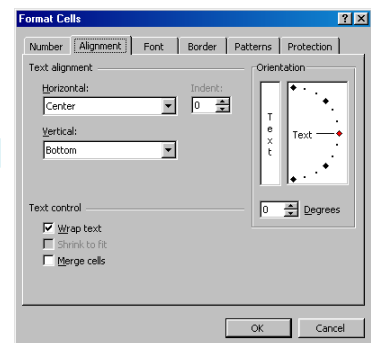 Format Cells
Number Alignment Font Border Patterns Protection
Text alignment
Horizontal:
Center
Indent:
0
Vertical:
Bottom
Orientation
Text
Text
0 Degrees
Text control
Wrap text
Shrink to fit
Merge cells
OK Cancel